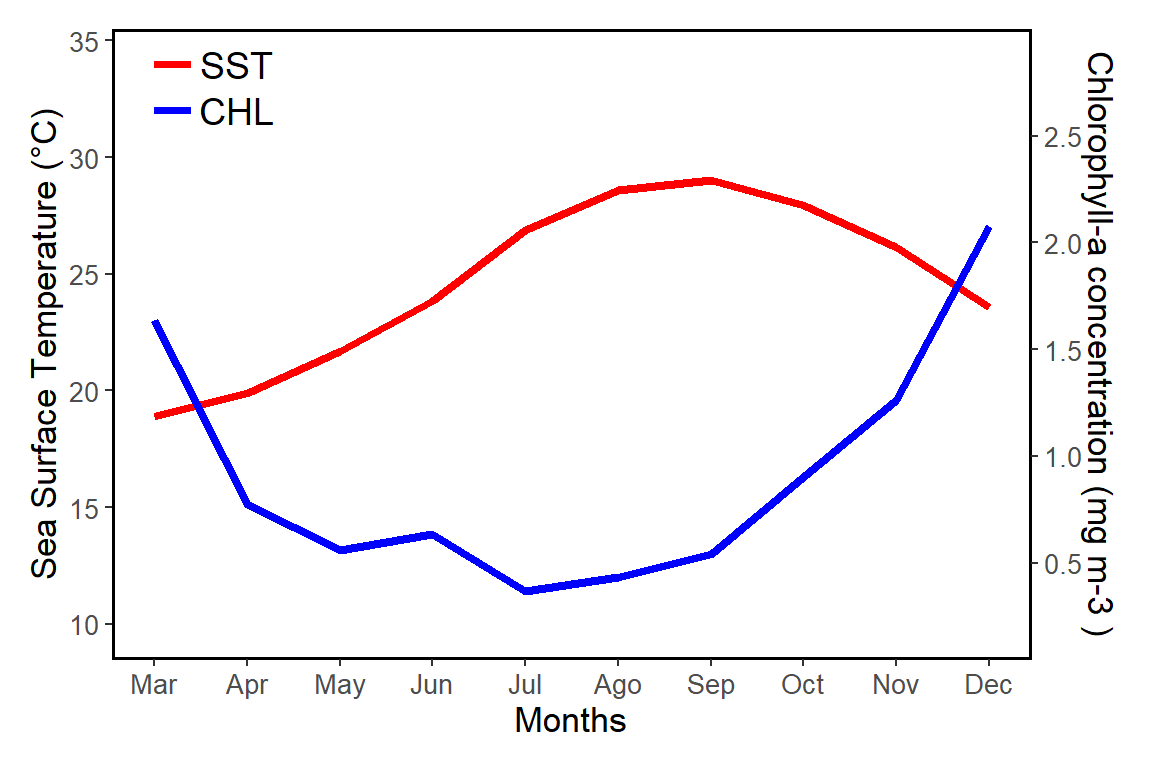 SST
CHL
Sea Surface Temperature (°C)
35
30
25
20
15
10
Chlorophyll-a concentration (mg m-3 )
2.5
2.0
1.5
1.0
0.5
Mar Apr May Jun Jul Ago Sep Oct Nov Dec
Months